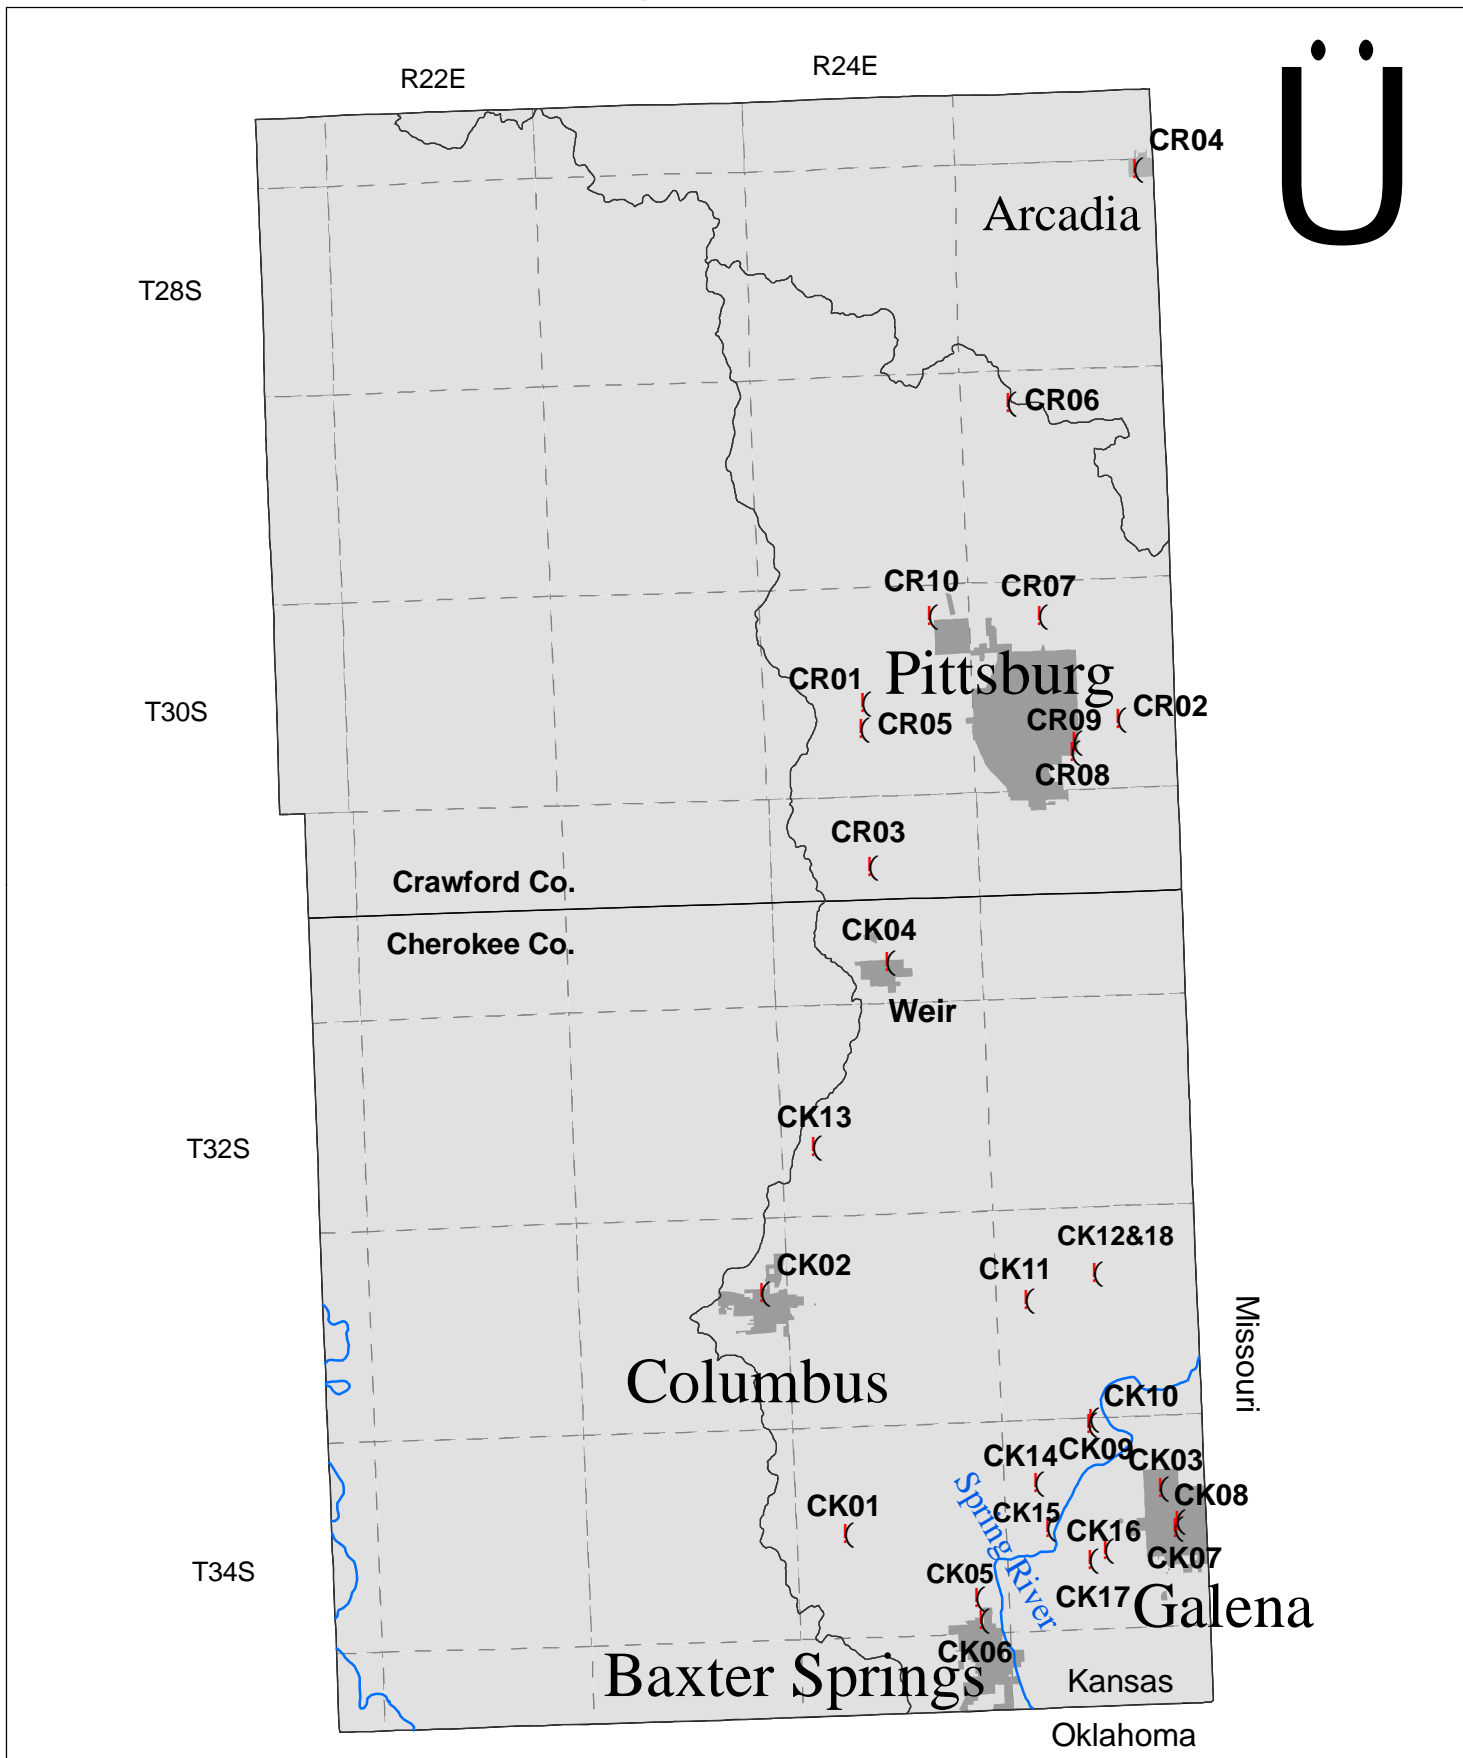 R22E
R24E
Ü
CR04
Arcadia
T28S
CR06
CR10
CR07
Pittsburg
CR01
CR02
T30S
CR05
CR09
CR08
CR03
Crawford Co.
CK04
Cherokee Co.
Weir
CK13
T32S
CK12&18
CK02
CK11
Missouri
Columbus
CK10
CK09
CK14
CK03
CK08
CK01
CK15
Spring River
CK16
CK07
T34S
CK05
CK17
Galena
CK06
Baxter Springs
Kansas
Oklahoma